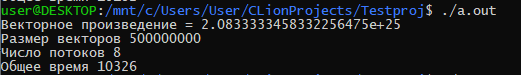 user@DESKTOP:/mnt/c/Users/User/CLionProjects/Testproj$ ./a.out
Векторное произведение = 2.0833333458332256475e+25
Размер векторов 500000000
Число потоков 8
Общее время 10326